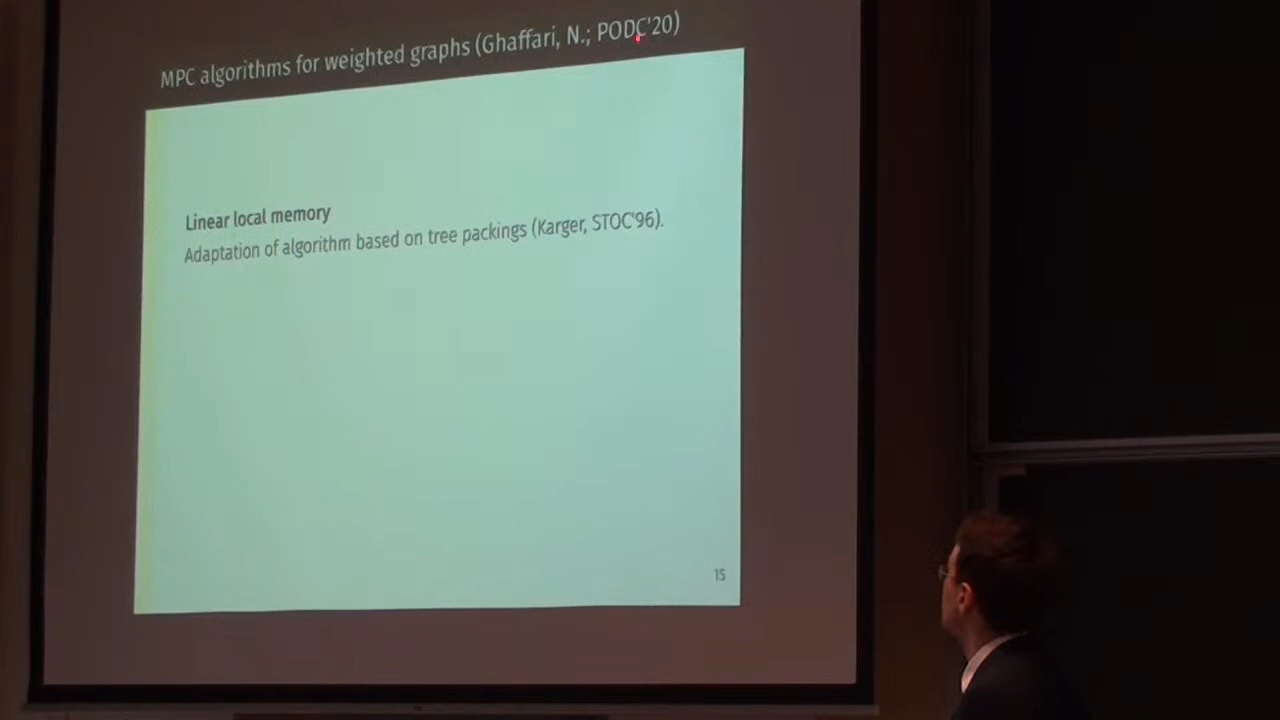 MPC algorithms for weighted graphs (Ghaffari, N.; PODC'20)
Linear local memory
Adaptation of algorithm based on tree packings (Karger, STOC'96).
15